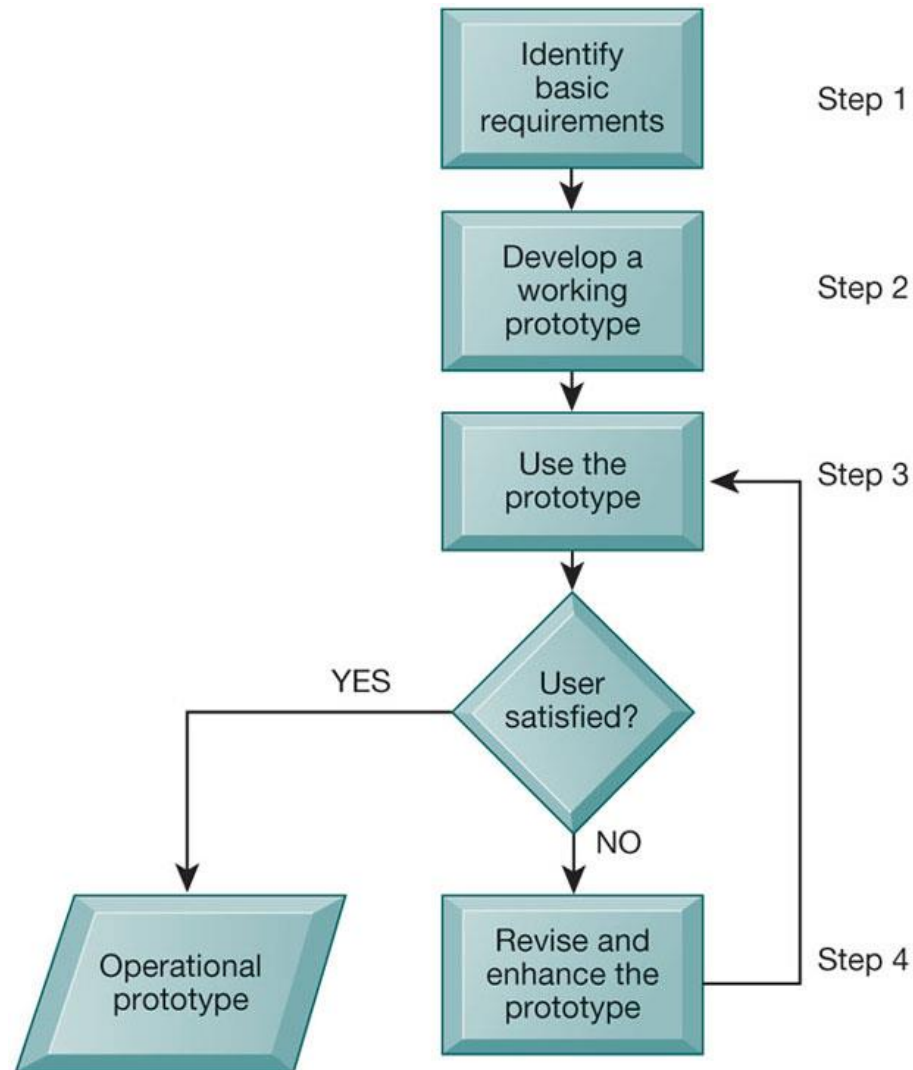 Identify
basic
requirements
Step 1
Develop a
working
prototype
Step 2
Use the
prototype
Step 3
User
satisfied?
YES
NO
Operational
prototype
Revise and
enhance the
prototype
Step 4